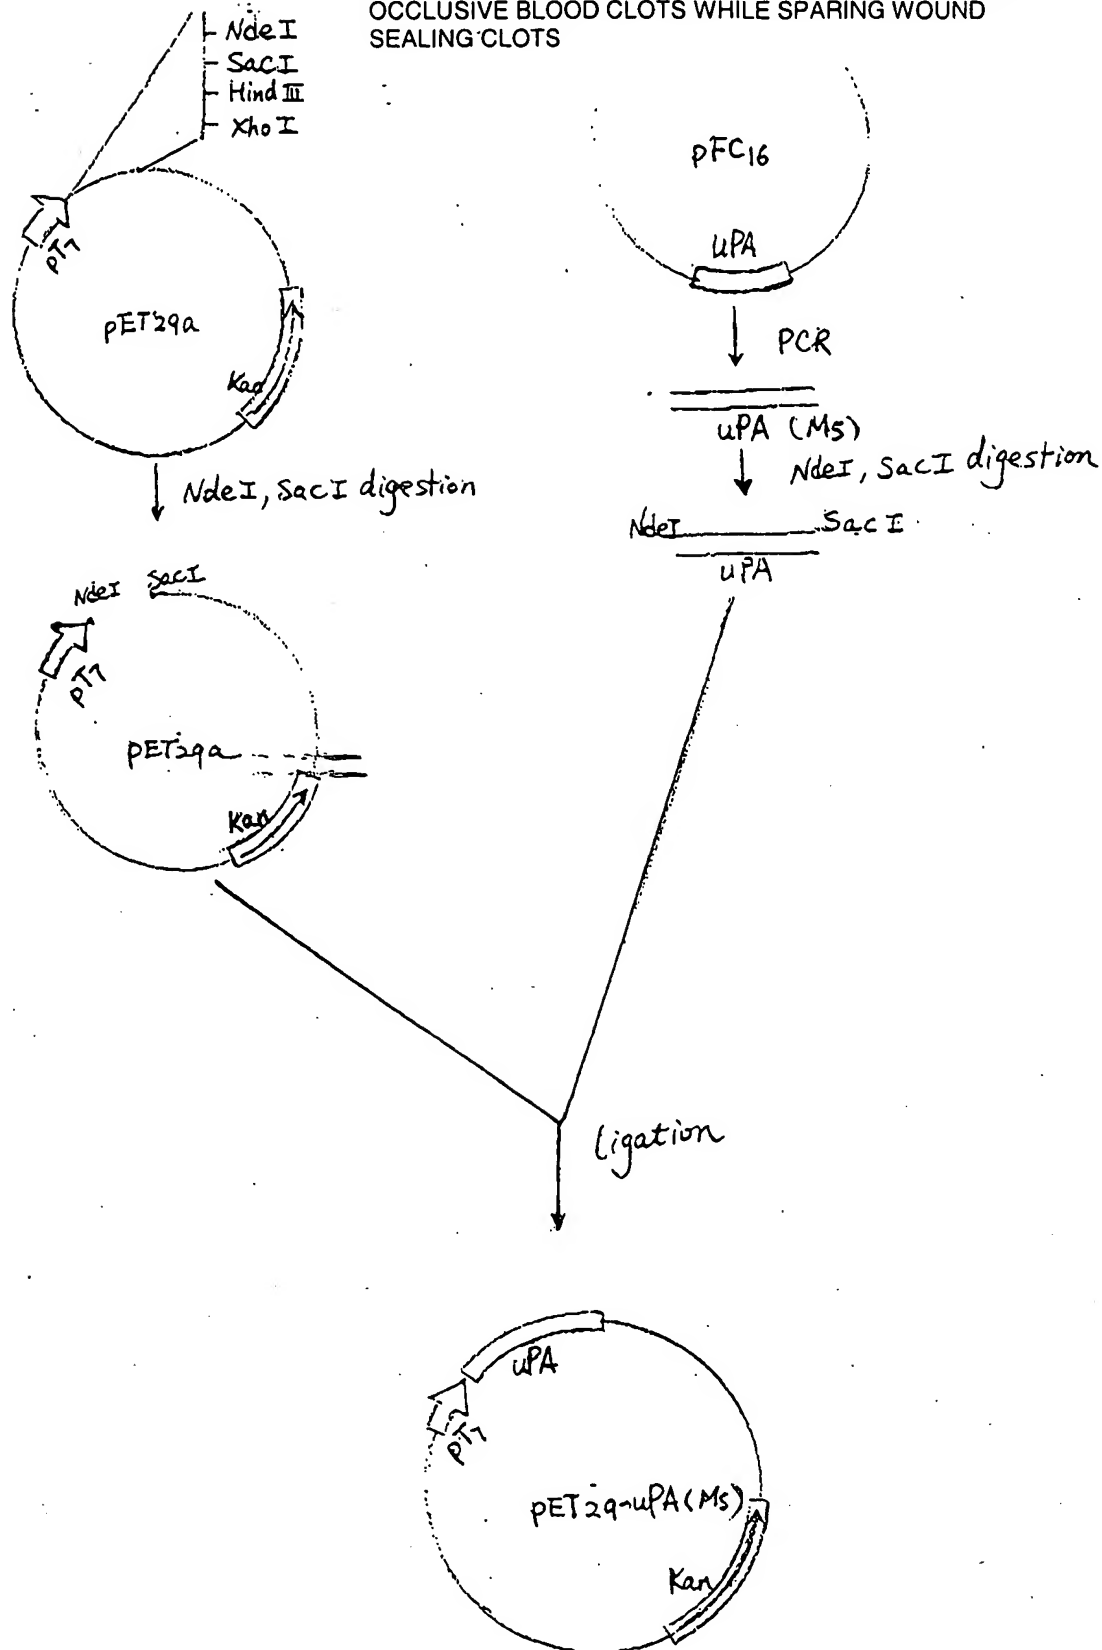 OCCLUSIVE BLOOD CLOTS WHILE SPARING WOUND
SEALING CLOTS
NdeI
SacI
Hind III
XhoI
pT7
pET29a
Kan
NdeI, SacI digestion
pFC16
uPA
PCR
uPA (M5)
NdeI, SacI digestion
NdeI SacI
uPA
NdeI SacI
pT7
pET29a
Kan
ligation
uPA
pT7
pET29-uPA(M5)
Kan